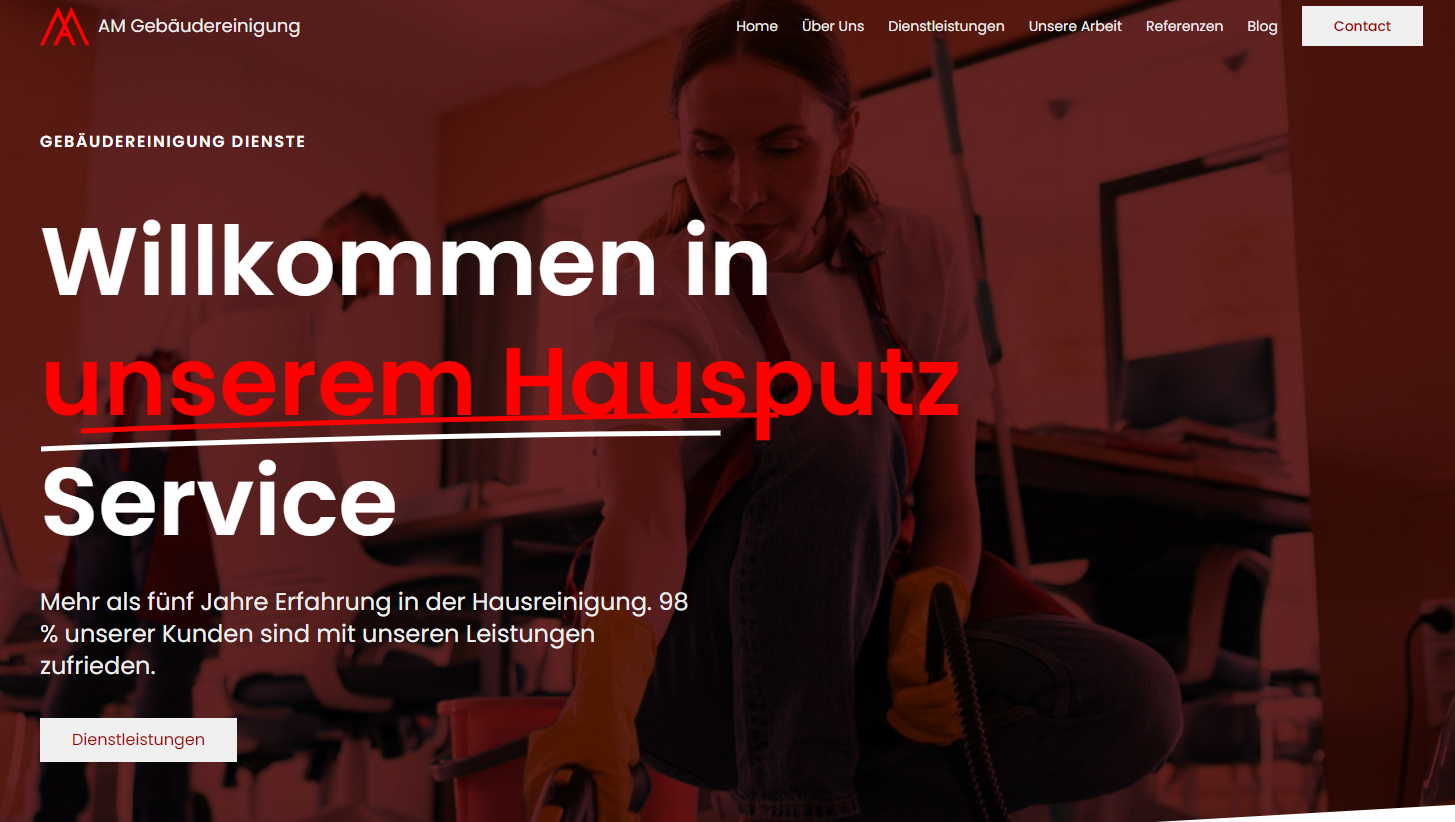 AM Gebäudereinigung
Home Über Uns Dienstleistungen Unsere Arbeit Referenzen Blog Contact
GEBÄUDEREINIGUNG DIENSTE
Willkommen in
unserem Hausputz
Service
Mehr als fünf Jahre Erfahrung in der Hausreinigung. 98
% unserer Kunden sind mit unseren Leistungen
zufrieden.
Dienstleistungen